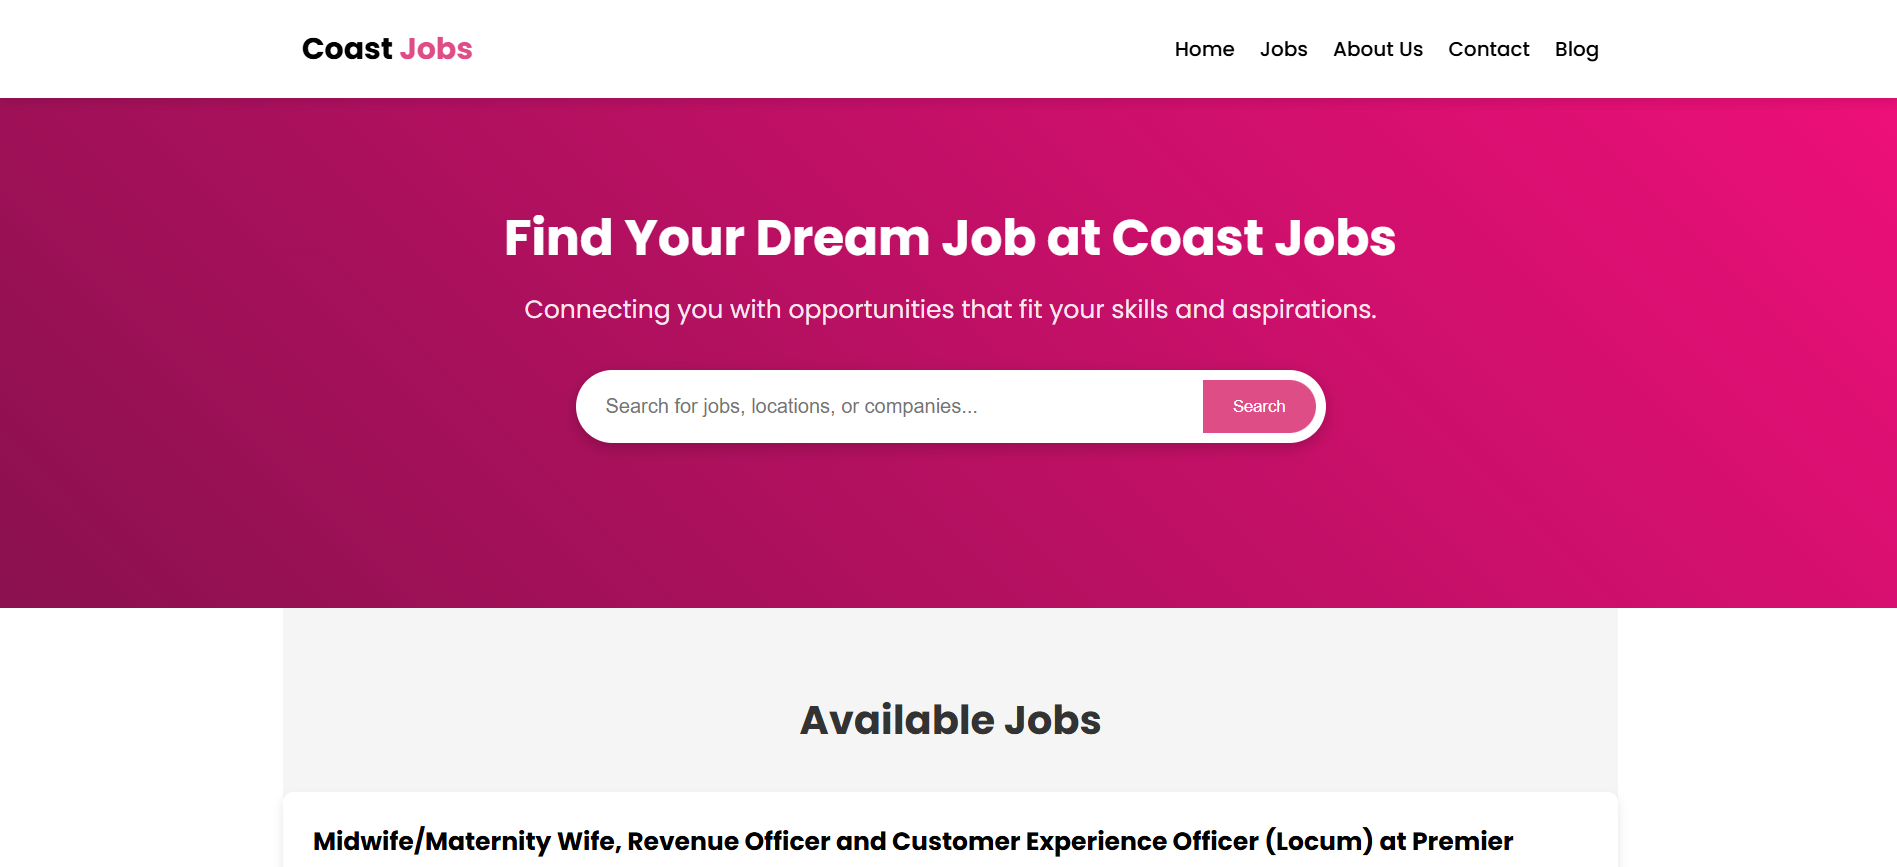 Coast Jobs
Home Jobs About Us Contact Blog
Find Your Dream Job at Coast Jobs
Connecting you with opportunities that fit your skills and aspirations.
Search for jobs, locations, or companies...
Search
Available Jobs
Midwife/Maternity Wife, Revenue Officer and Customer Experience Officer (Locum) at Premier